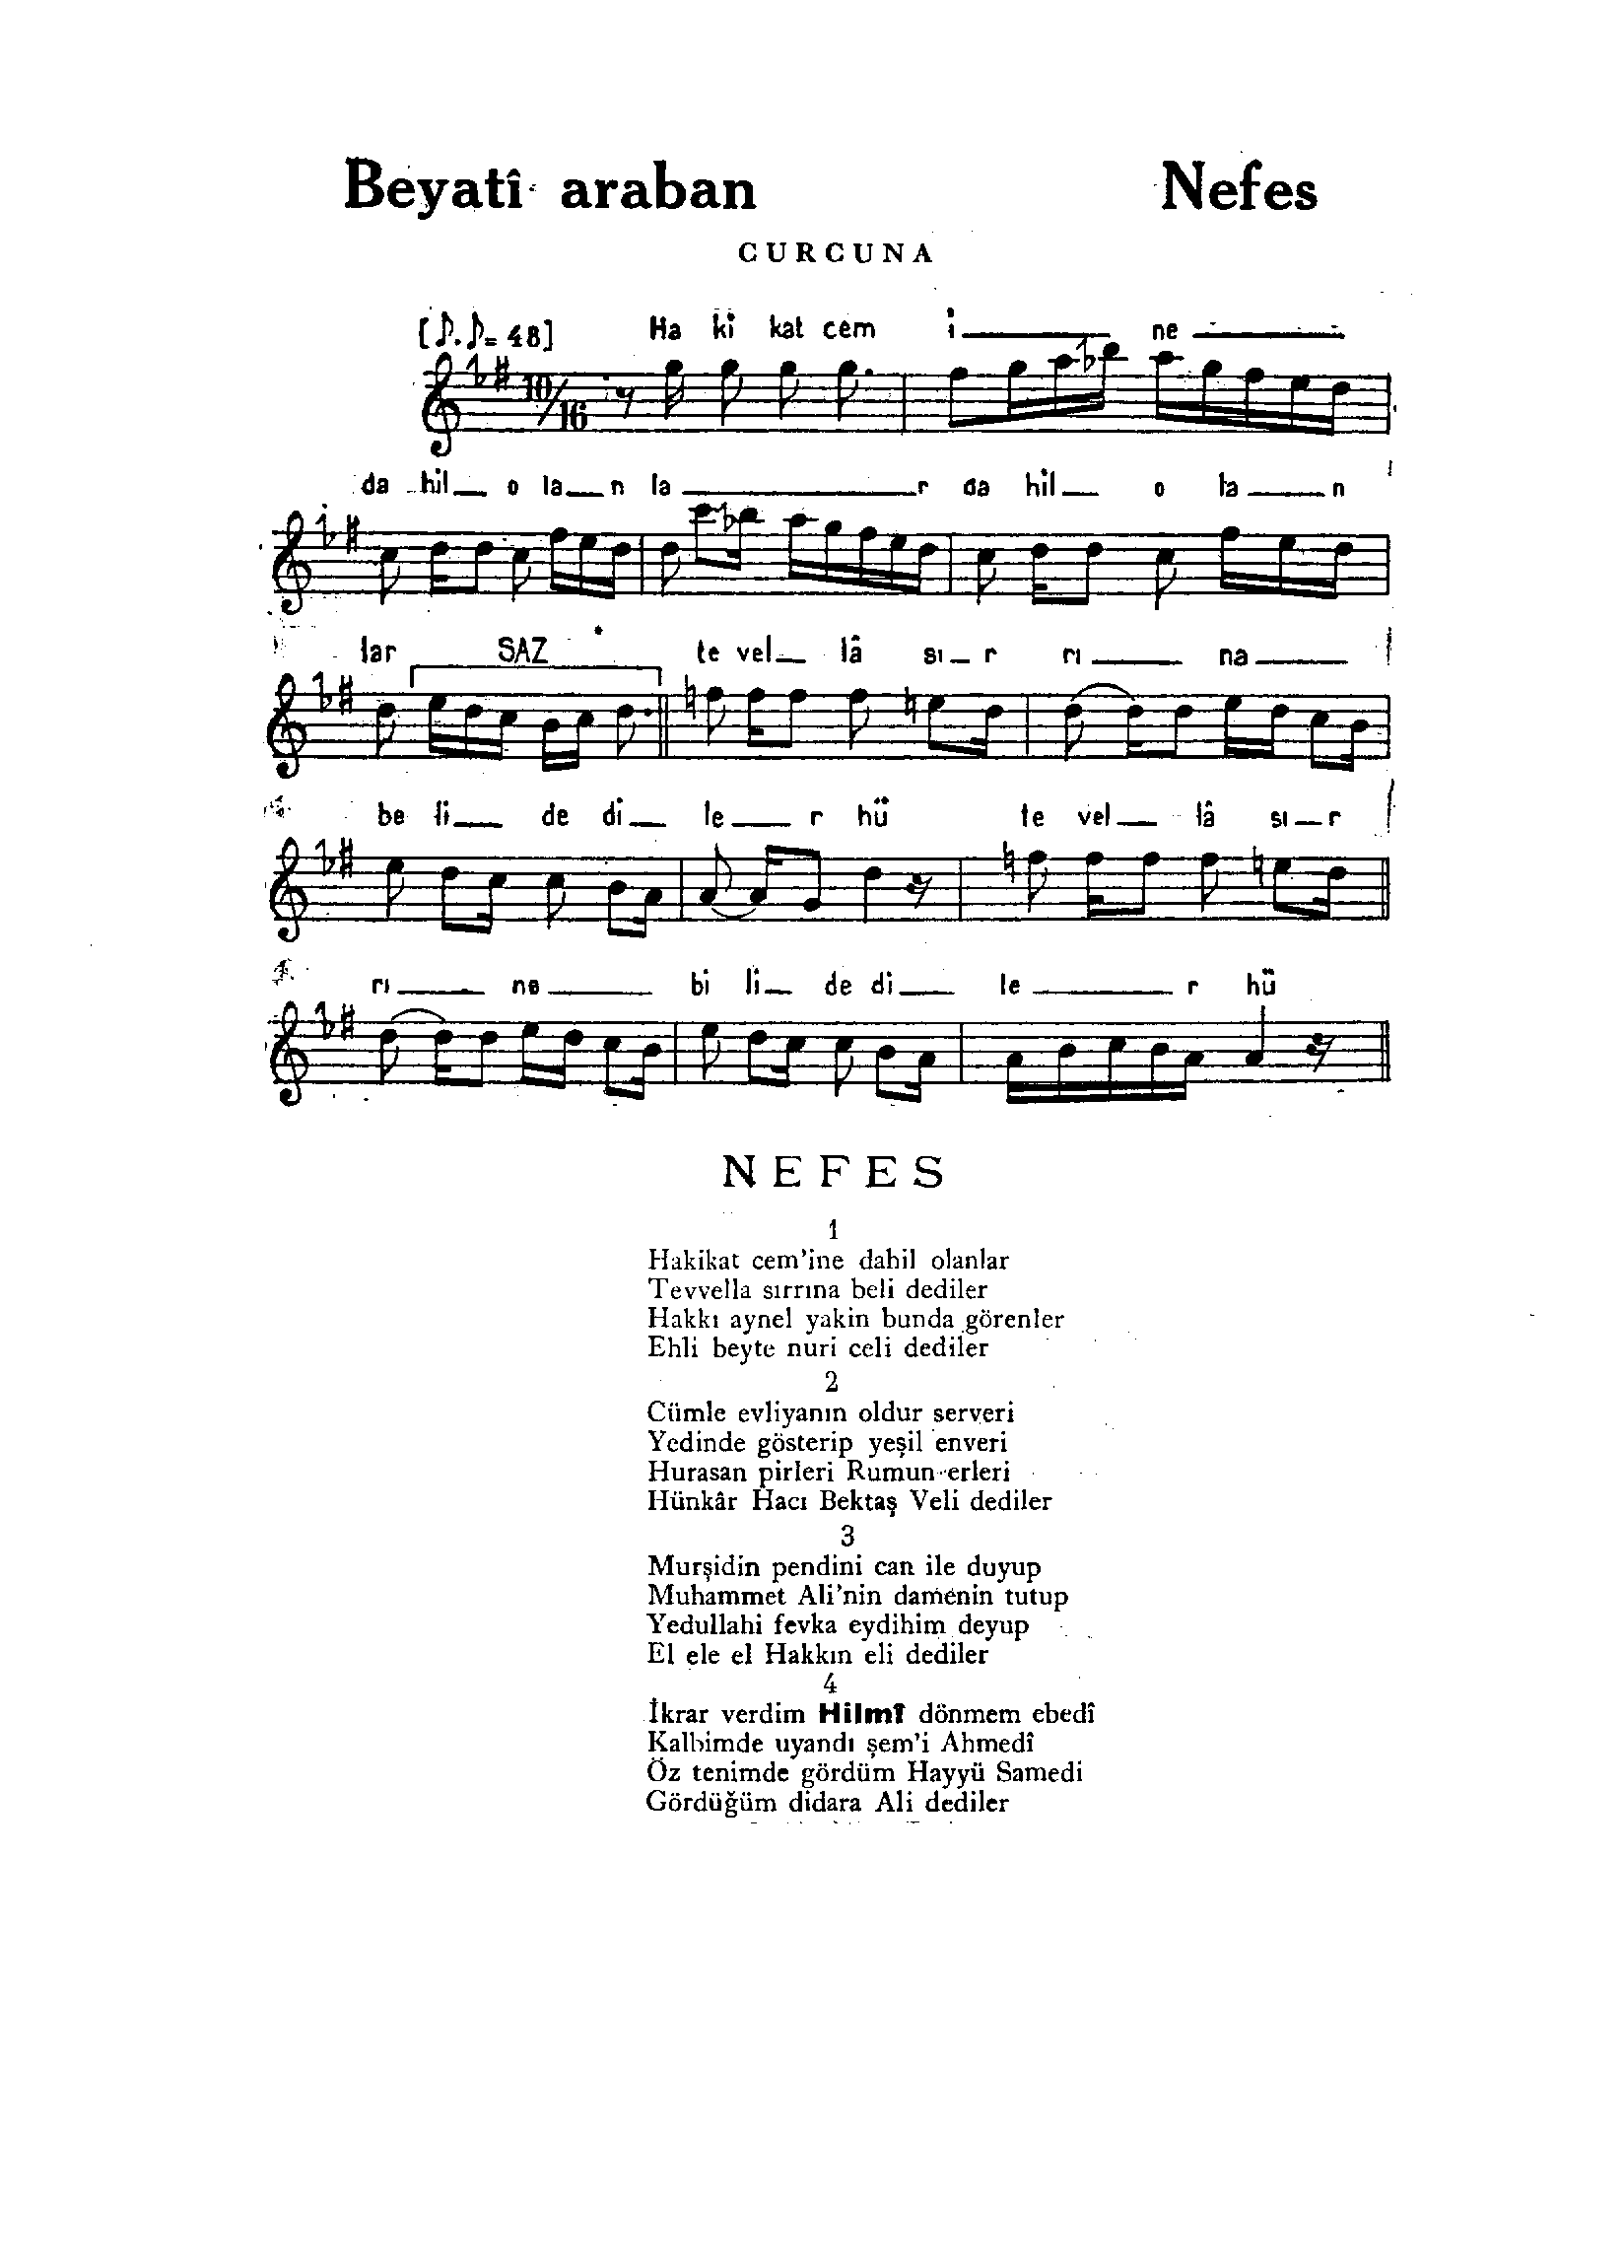 Beyatî araban Nefes
CURCUNA
[♪. ♪= 48] Ha ki kat cem i ne
10/16
da hil o la n la r da hil o la n
lar SAZ te vel lâ sı r rı na
be li de di le r hü te vel lâ sı r
rı na bi li de di le r hü
NEFES
1
Hakikat cem'ine dahil olanlar
Tevvella sırrına beli dediler
Hakkı aynel yakin bunda görenler
Ehli beyte nuri celi dediler
2
Cümle evliyanın oldur serveri
Yedinde gösterip yeşil enveri
Hurasan pirleri Rumun erleri
Hünkâr Hacı Bektaş Veli dediler
3
Murşidin pendini can ile duyup
Muhammet Ali'nin damenin tutup
Yedullahi fevka eydihim deyup
El ele el Hakkın eli dediler
4
İkrar verdim Hilmî dönmem ebedî
Kalbimde uyandı şem'i Ahmedî
Öz tenimde gördüm Hayyü Samedi
Gördüğüm didara Ali dediler